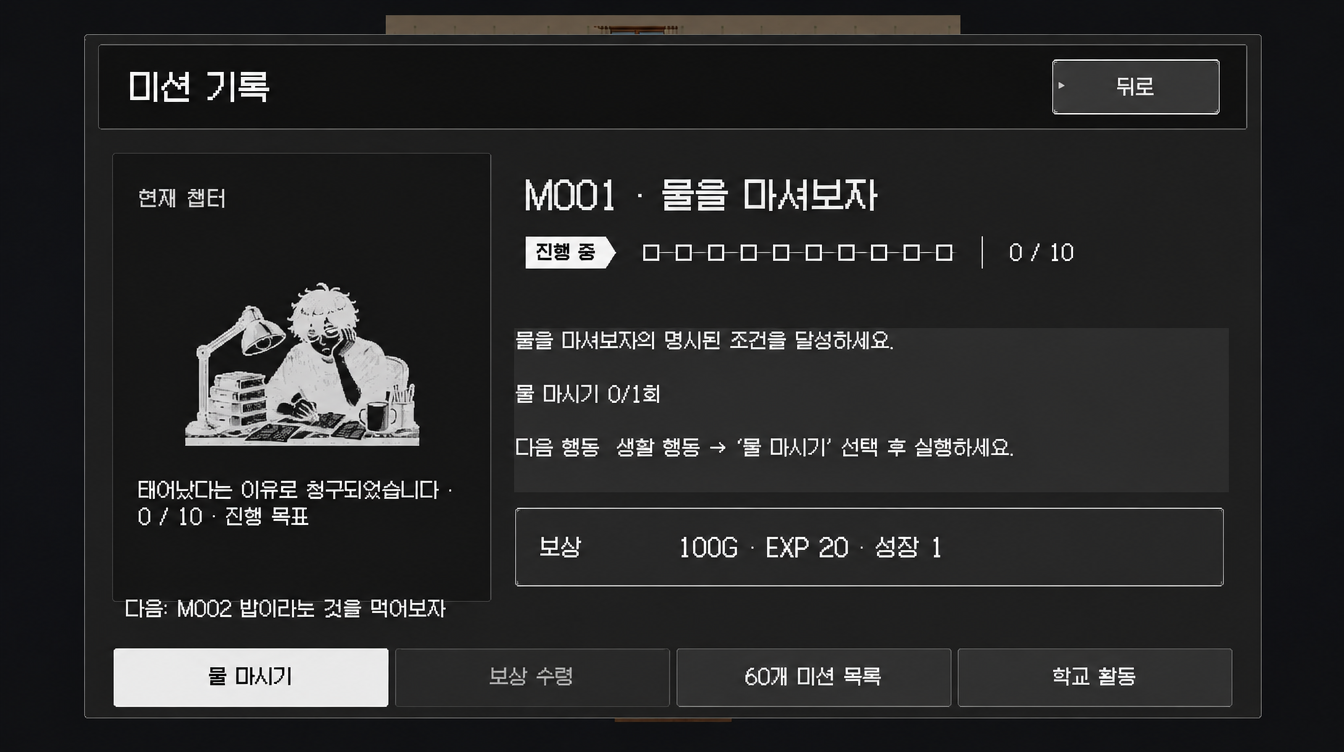 미션 기록
뒤로
현재 챕터
태어났다는 이유로 청구되었습니다 ·
0 / 10 · 진행 목표
다음: M002 밥이라는 것을 먹어보자
M001 · 물을 마셔보자
진행 중
0 / 10
물을 마셔보자의 명시된 조건을 달성하세요.
물 마시기 0/1회
다음 행동 생활 행동 → ‘물 마시기’ 선택 후 실행하세요.
보상 100G · EXP 20 · 성장 1
물 마시기
보상 수령
60개 미션 목록
학교 활동